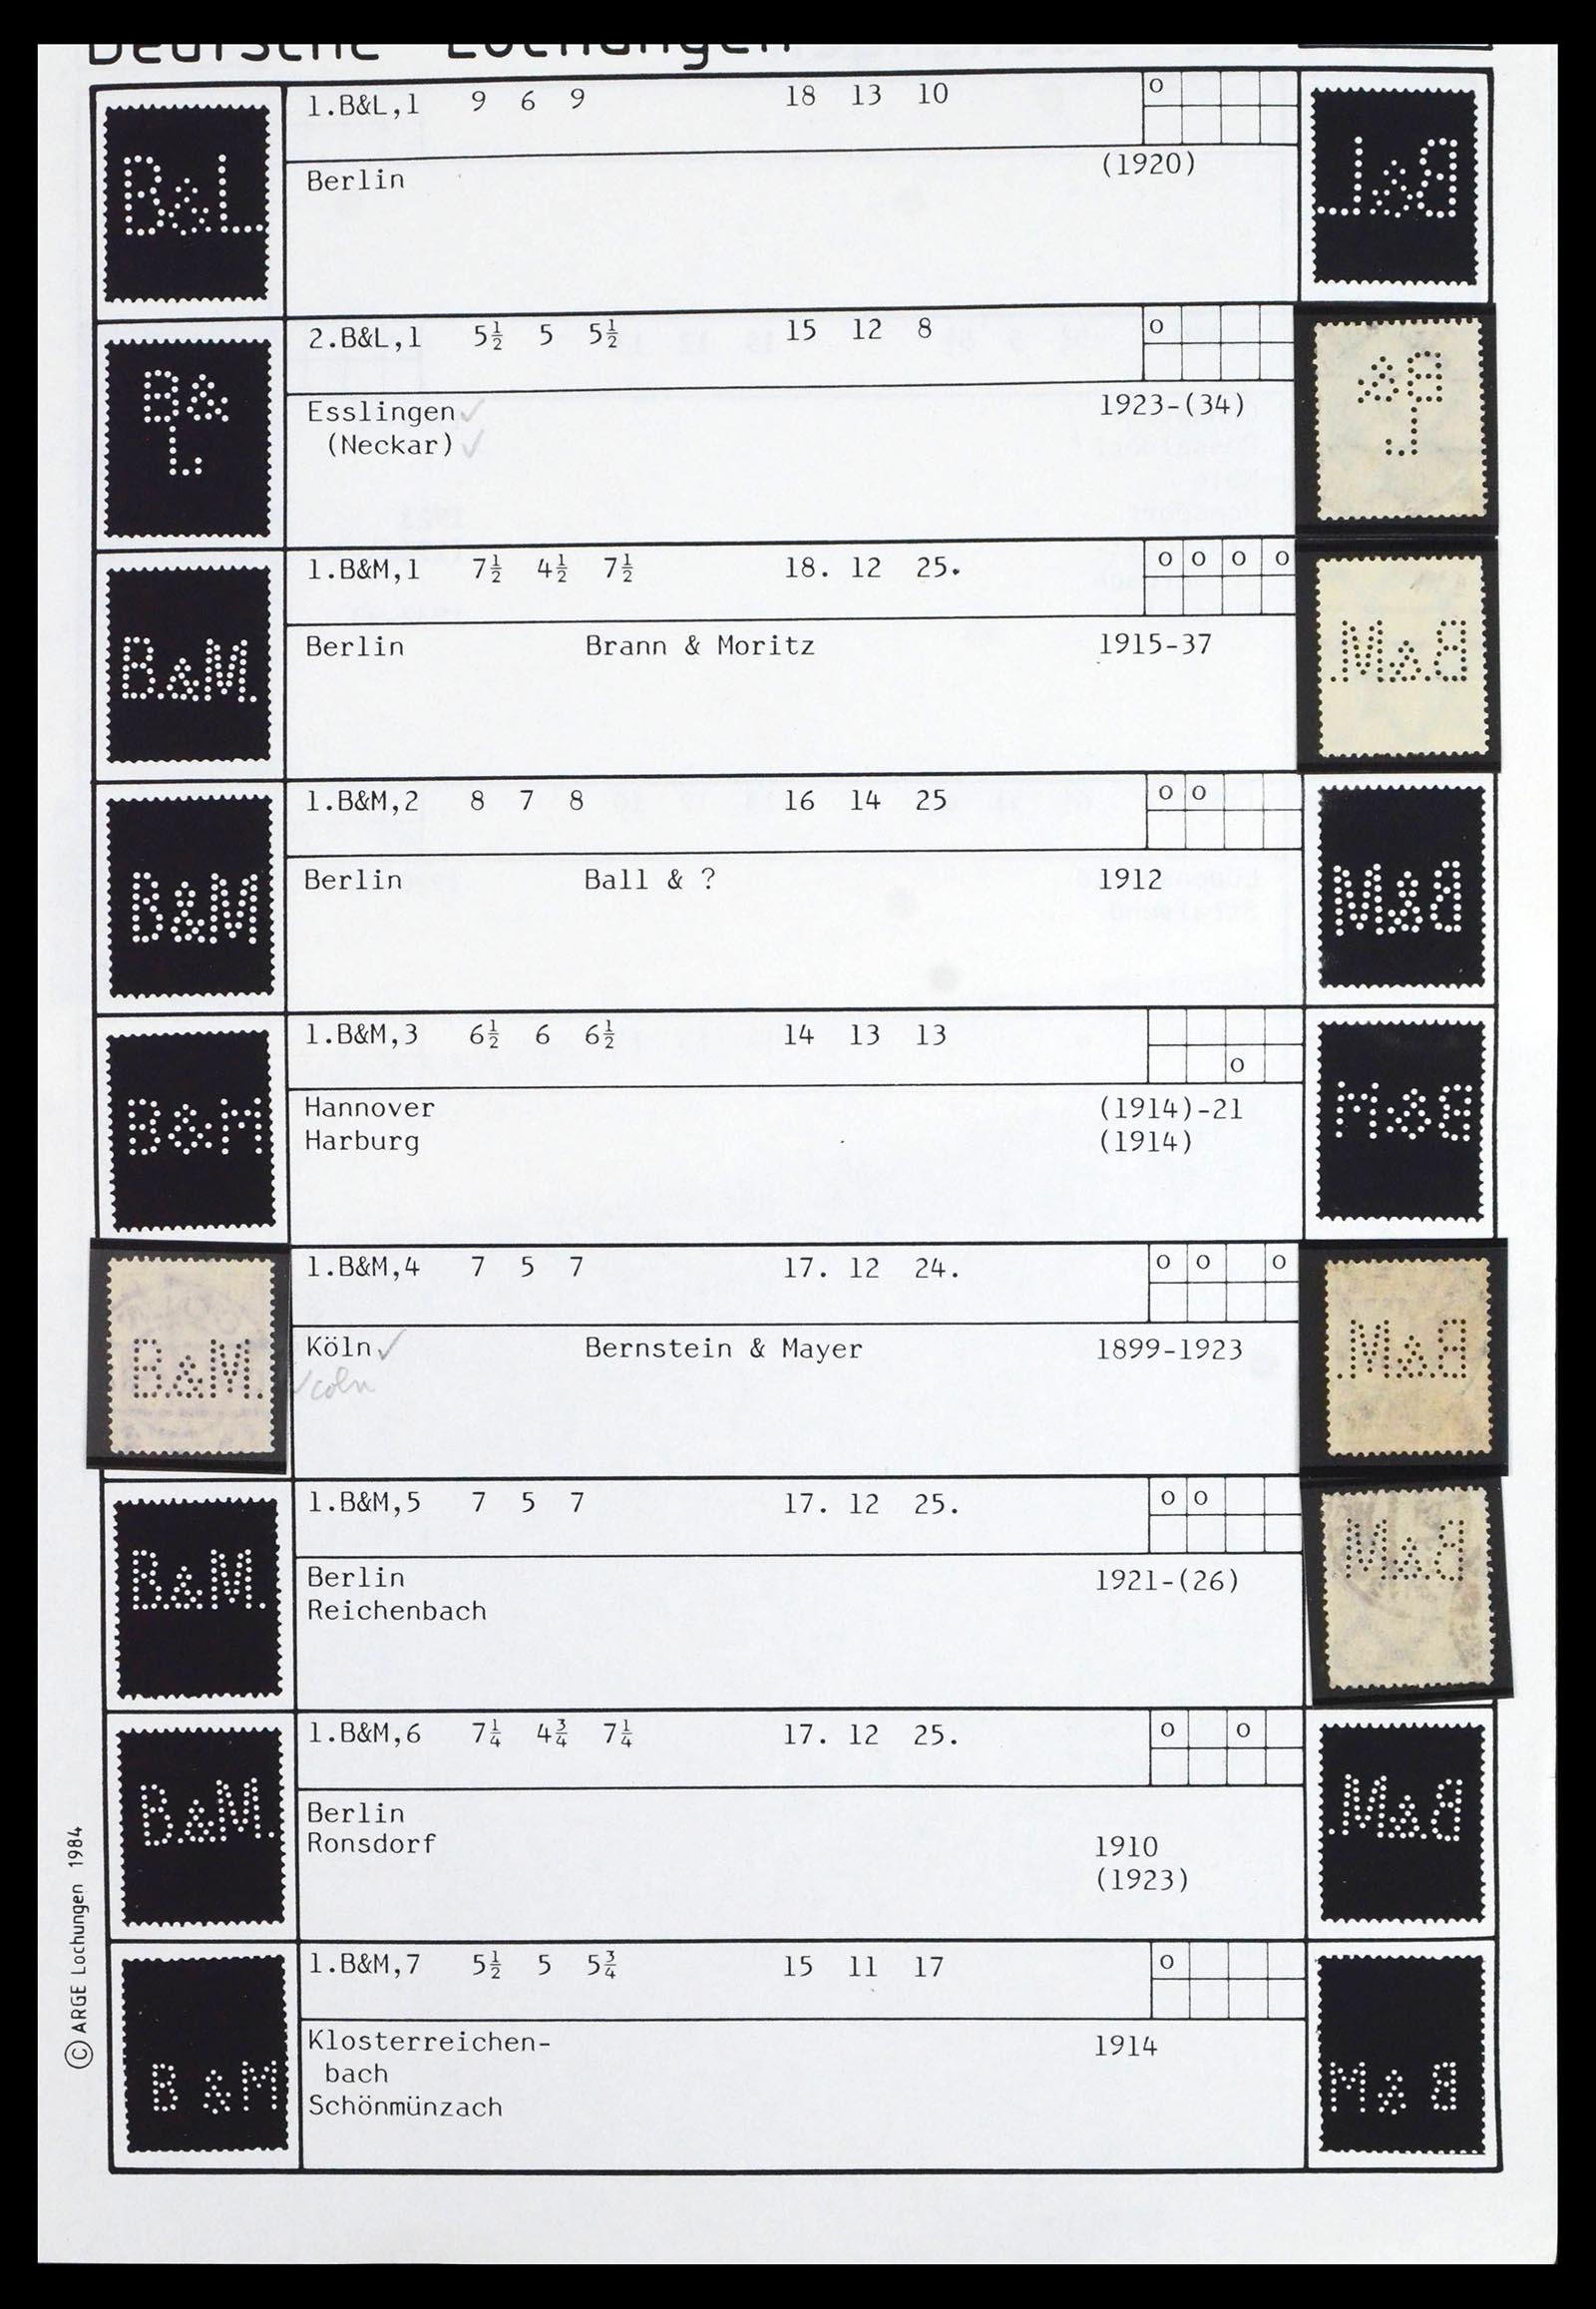 Deutsche Lochungen
1.B&L,1 9 6 9 18 13 10 o
B&L
Berlin (1920)
2.B&L,1 5½ 5 5½ 15 12 8 o
B&
L
Esslingen✓ 1923-(34)
(Neckar)✓
1.B&M,1 7½ 4½ 7½ 18. 12 25. o o o o
B&M.
Berlin Brann & Moritz 1915-37
1.B&M,2 8 7 8 16 14 25 o o
B&M
Berlin Ball & ? 1912
1.B&M,3 6½ 6 6½ 14 13 13 o
B&M
Hannover (1914)-21
Harburg (1914)
1.B&M,4 7 5 7 17. 12 24. o o o
B&M.
Köln✓ Bernstein & Mayer 1899-1923
✓cöln
1.B&M,5 7 5 7 17. 12 25. o o
B&M.
Berlin 1921-(26)
Reichenbach
1.B&M,6 7¼ 4¾ 7¼ 17. 12 25. o o
B&M.
Berlin
Ronsdorf 1910
(1923)
1.B&M,7 5½ 5 5¾ 15 11 17 o
B &M
Klosterreichen- 1914
bach
Schönmünzach
© ARGE Lochungen 1984